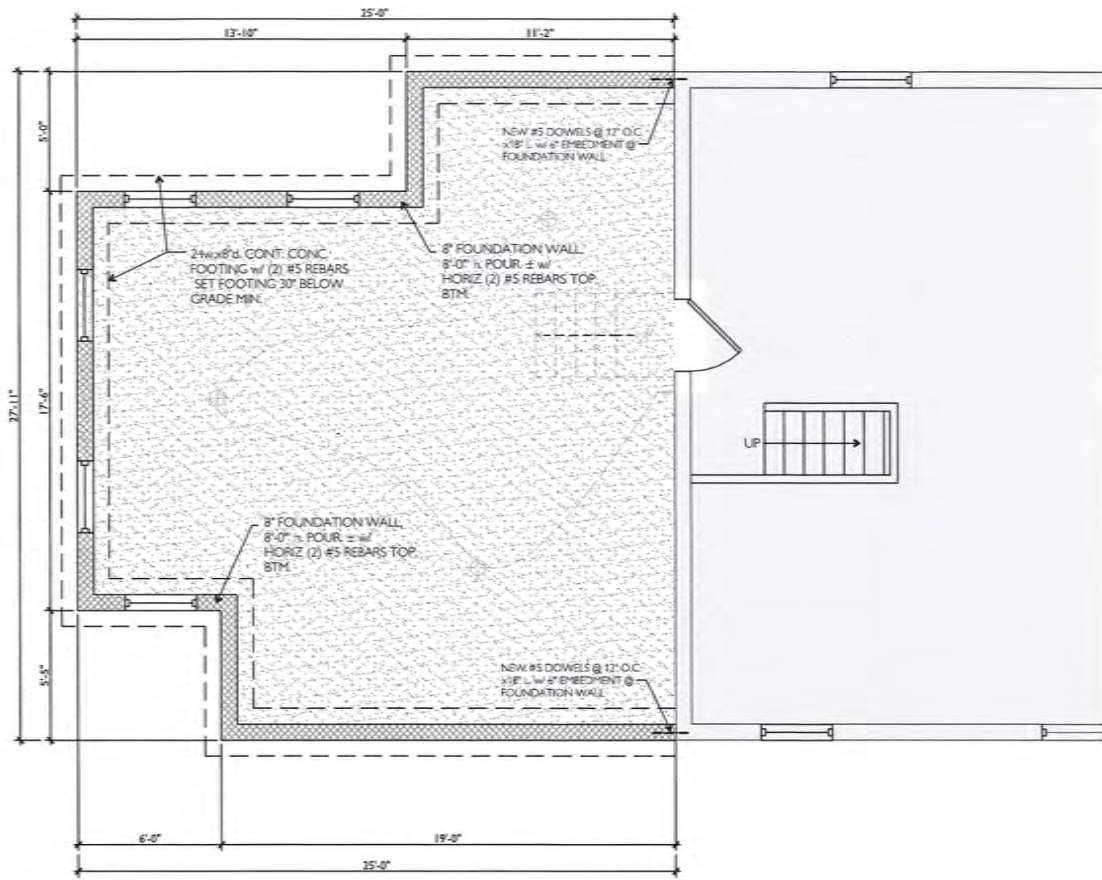 25'-0"
13'-10"
11'-2"
5'-0"
27'-11"
17'-6"
5'-5"
NEW #5 DOWELS @ 12" O.C.
x18" L. w/ 6" EMBEDMENT @
FOUNDATION WALL
24w.x8"d. CONT. CONC.
FOOTING w/ (2) #5 REBARS
SET FOOTING 30" BELOW
GRADE MIN.
8" FOUNDATION WALL,
8'-0" h. POUR. ± w/
HORIZ (2) #5 REBARS TOP
BTM.
UP
8" FOUNDATION WALL,
8'-0" h. POUR. ± w/
HORIZ (2) #5 REBARS TOP
BTM.
NEW #5 DOWELS @ 12" O.C.
x18" L. w/ 6" EMBEDMENT @
FOUNDATION WALL
6'-0"
19'-0"
25'-0"